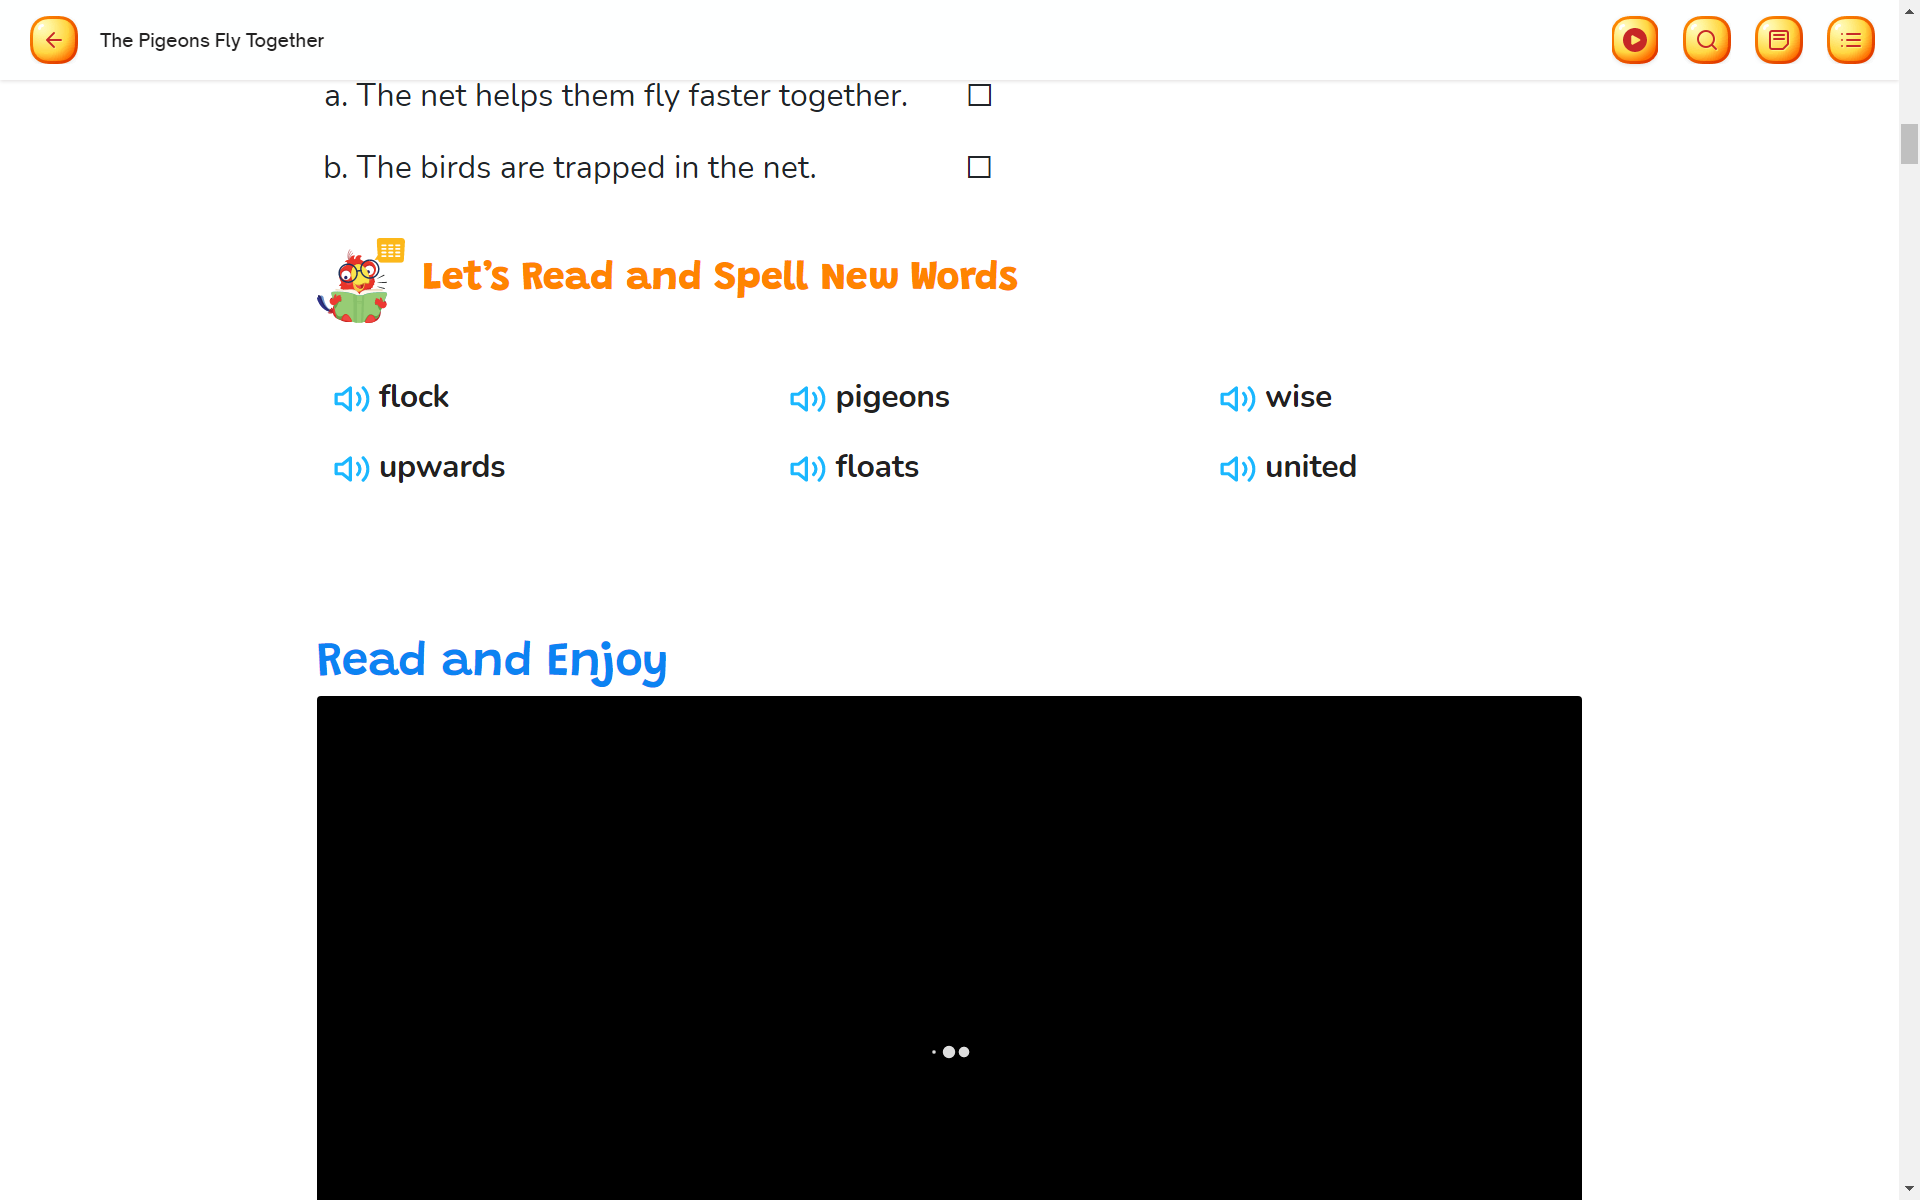 The Pigeons Fly Together
a. The net helps them fly faster together. ☐
b. The birds are trapped in the net. ☐
Let’s Read and Spell New Words
flock pigeons wise
upwards floats united
Read and Enjoy